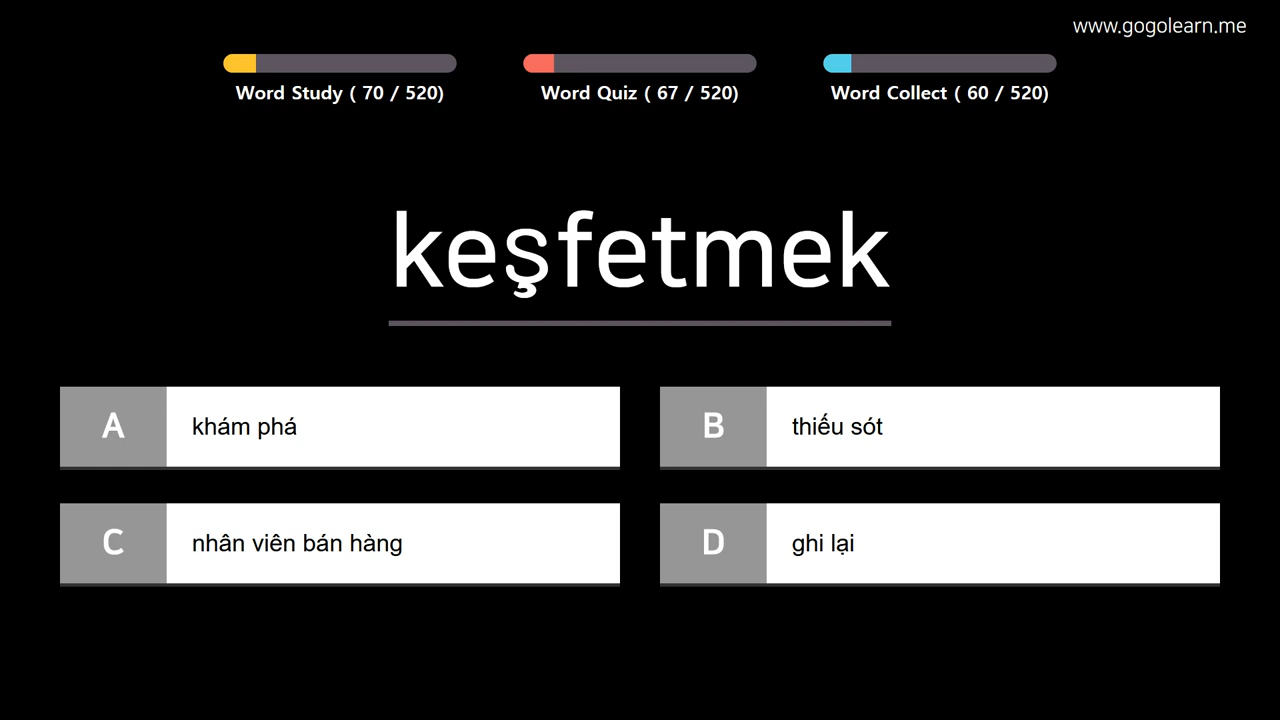 www.gogolearn.me
Word Study ( 70 / 520)
Word Quiz ( 67 / 520)
Word Collect ( 60 / 520)
keşfetmek
A khám phá
B thiếu sót
C nhân viên bán hàng
D ghi lại